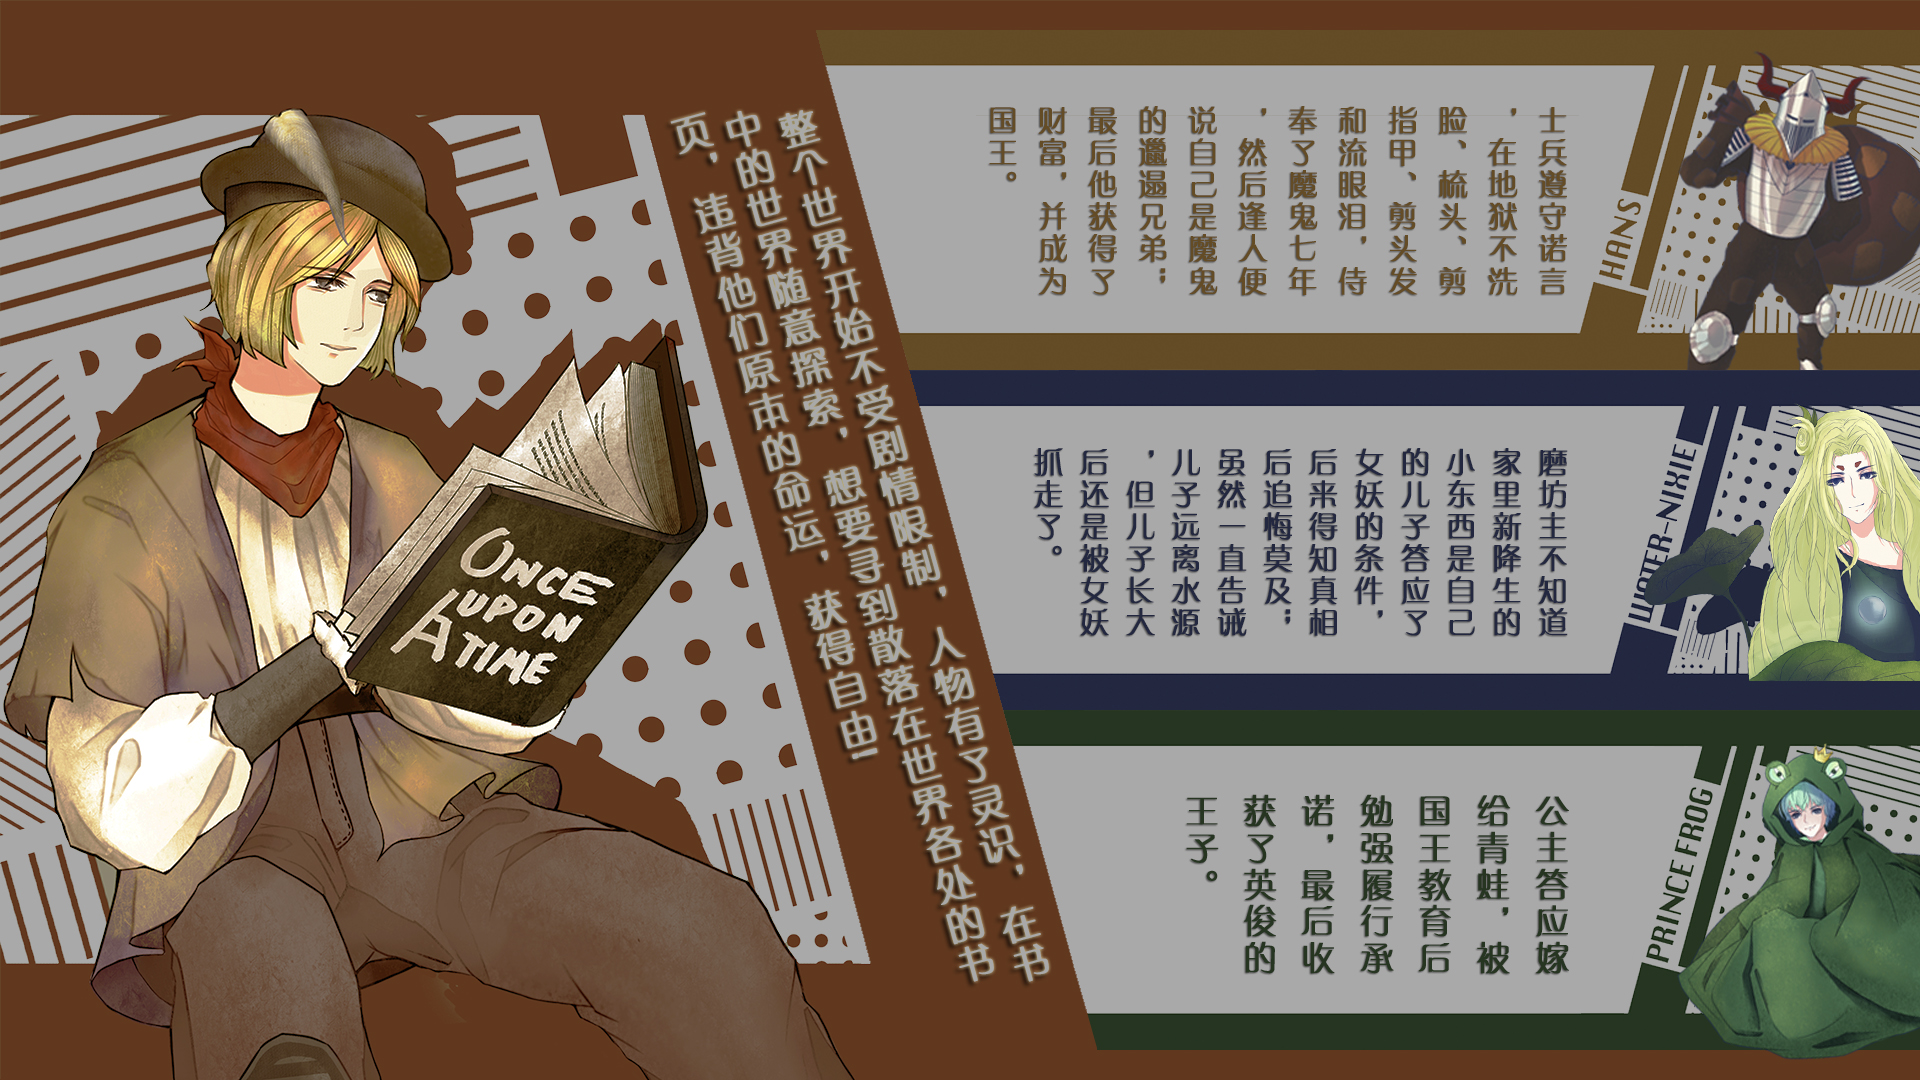 ONCE
UPON
A TIME
整个世界开始不受剧情限制，人物有了灵识，在书
中的世界随意探索，想要寻到散落在世界各处的书
页，违背他们原本的命运，获得自由！
HANS
士兵遵守诺言
，在地狱不洗
脸、梳头、剪
指甲、剪头发
和流眼泪，侍
奉了魔鬼七年
，然后逢人便
说自己是魔鬼
的邋遢兄弟；
最后他获得了
财富，并成为
国王。
WATER-NIXIE
磨坊主不知道
家里新降生的
小东西是自己
的儿子答应了
女妖的条件，
后来得知真相
后追悔莫及；
虽然一直告诫
儿子远离水源
，但儿子长大
后还是被女妖
抓走了。
PRINCE FROG
公主答应嫁
给青蛙，被
国王教育后
勉强履行承
诺，最后收
获了英俊的
王子。